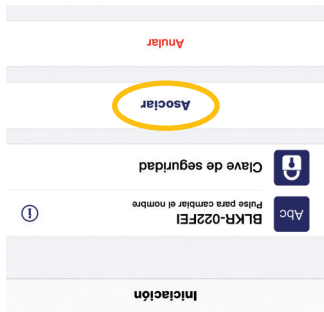 Iniciación
Abc
BLKR-022FEI
Pulse para cambiar el nombre
Clave de seguridad
Asociar
Anular